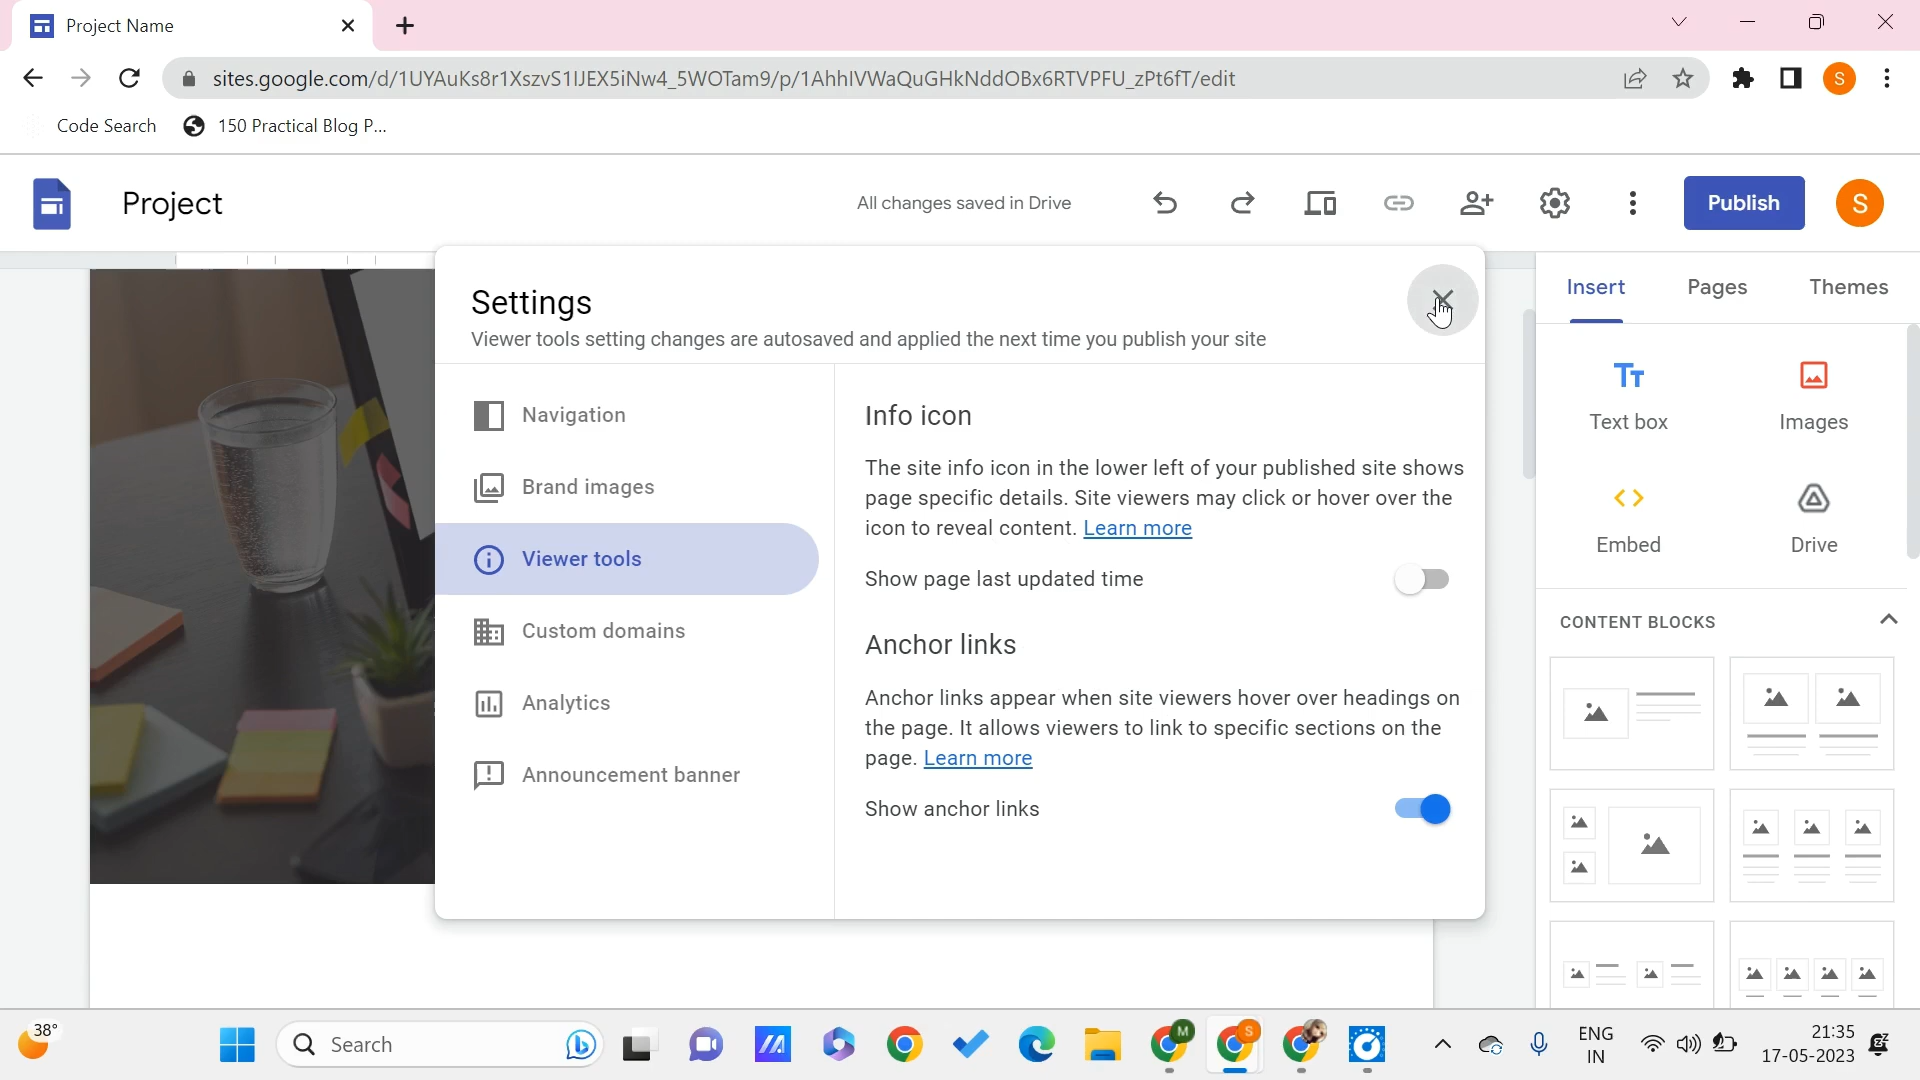 Project Name
sites.google.com/d/1UYAuKs8r1XszvS1IJEX5iNw4_5WOTam9/p/1AhhIVWaQuGHkNddOBx6RTVPFU_zPt6fT/edit
S
Code Search
150 Practical Blog P...
Project
All changes saved in Drive
Publish
S
Settings
Viewer tools setting changes are autosaved and applied the next time you publish your site
Navigation
Brand images
Viewer tools
Custom domains
Analytics
Announcement banner
Info icon
The site info icon in the lower left of your published site shows
page specific details. Site viewers may click or hover over the
icon to reveal content. Learn more
Show page last updated time
Anchor links
Anchor links appear when site viewers hover over headings on
the page. It allows viewers to link to specific sections on the
page. Learn more
Show anchor links
Insert
Pages
Themes
Text box
Images
Embed
Drive
CONTENT BLOCKS
38°
Search
M
S
ENG
IN
21:35
17-05-2023